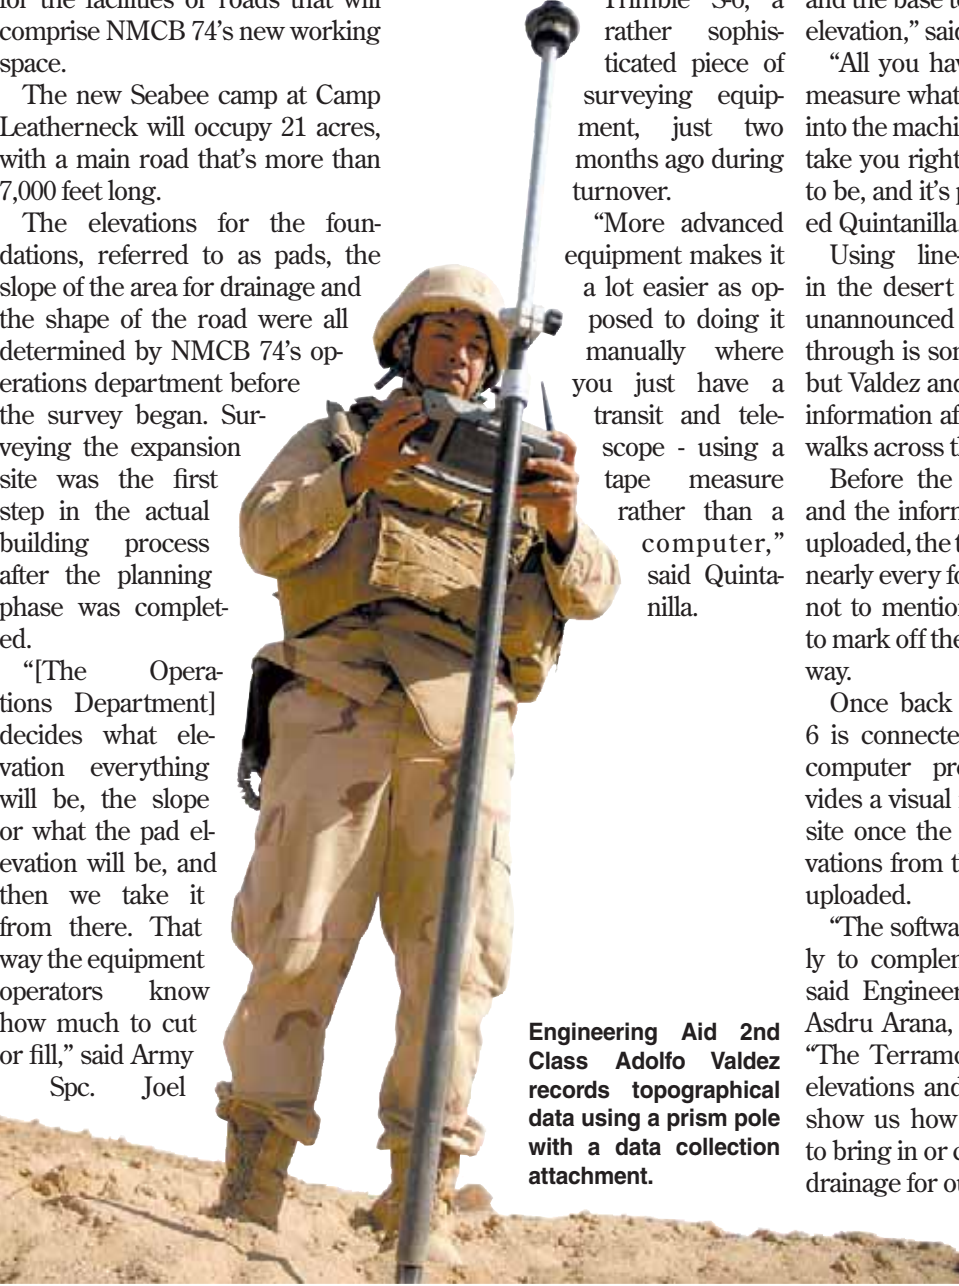 for the facilities or roads that will
comprise NMCB 74's new working
space.
The new Seabee camp at Camp
Leatherneck will occupy 21 acres,
with a main road that's more than
7,000 feet long.
The elevations for the foun-
dations, referred to as pads, the
slope of the area for drainage and
the shape of the road were all
determined by NMCB 74's op-
erations department before
the survey began. Sur-
veying the expansion
site was the first
step in the actual
building process
after the planning
phase was complet-
ed.
"[The Opera-
tions Department]
decides what ele-
vation everything
will be, the slope
or what the pad el-
evation will be, and
then we take it
from there. That
way the equipment
operators know
how much to cut
or fill," said Army
Spc. Joel
Trimble S-6, a
rather sophis-
ticated piece of
surveying equip-
ment, just two
months ago during
turnover.
"More advanced
equipment makes it
a lot easier as op-
posed to doing it
manually where
you just have a
transit and tele-
scope - using a
tape measure
rather than a
computer,"
said Quinta-
nilla.
Engineering Aid 2nd
Class Adolfo Valdez
records topographical
data using a prism pole
with a data collection
attachment.
and the base to
elevation," said
"All you hav
measure what
into the machi
take you right
to be, and it's p
ed Quintanilla
Using line-
in the desert
unannounced
through is son
but Valdez and
information af
walks across t
Before the
and the inform
uploaded, the t
nearly every fo
not to mention
to mark off the
way.
Once back
6 is connecte
computer pro
vides a visual
site once the
vations from t
uploaded.
"The softwa
ly to complem
said Engineer
Asdru Arana,
"The Terramo
elevations and
show us how
to bring in or c
drainage for ou